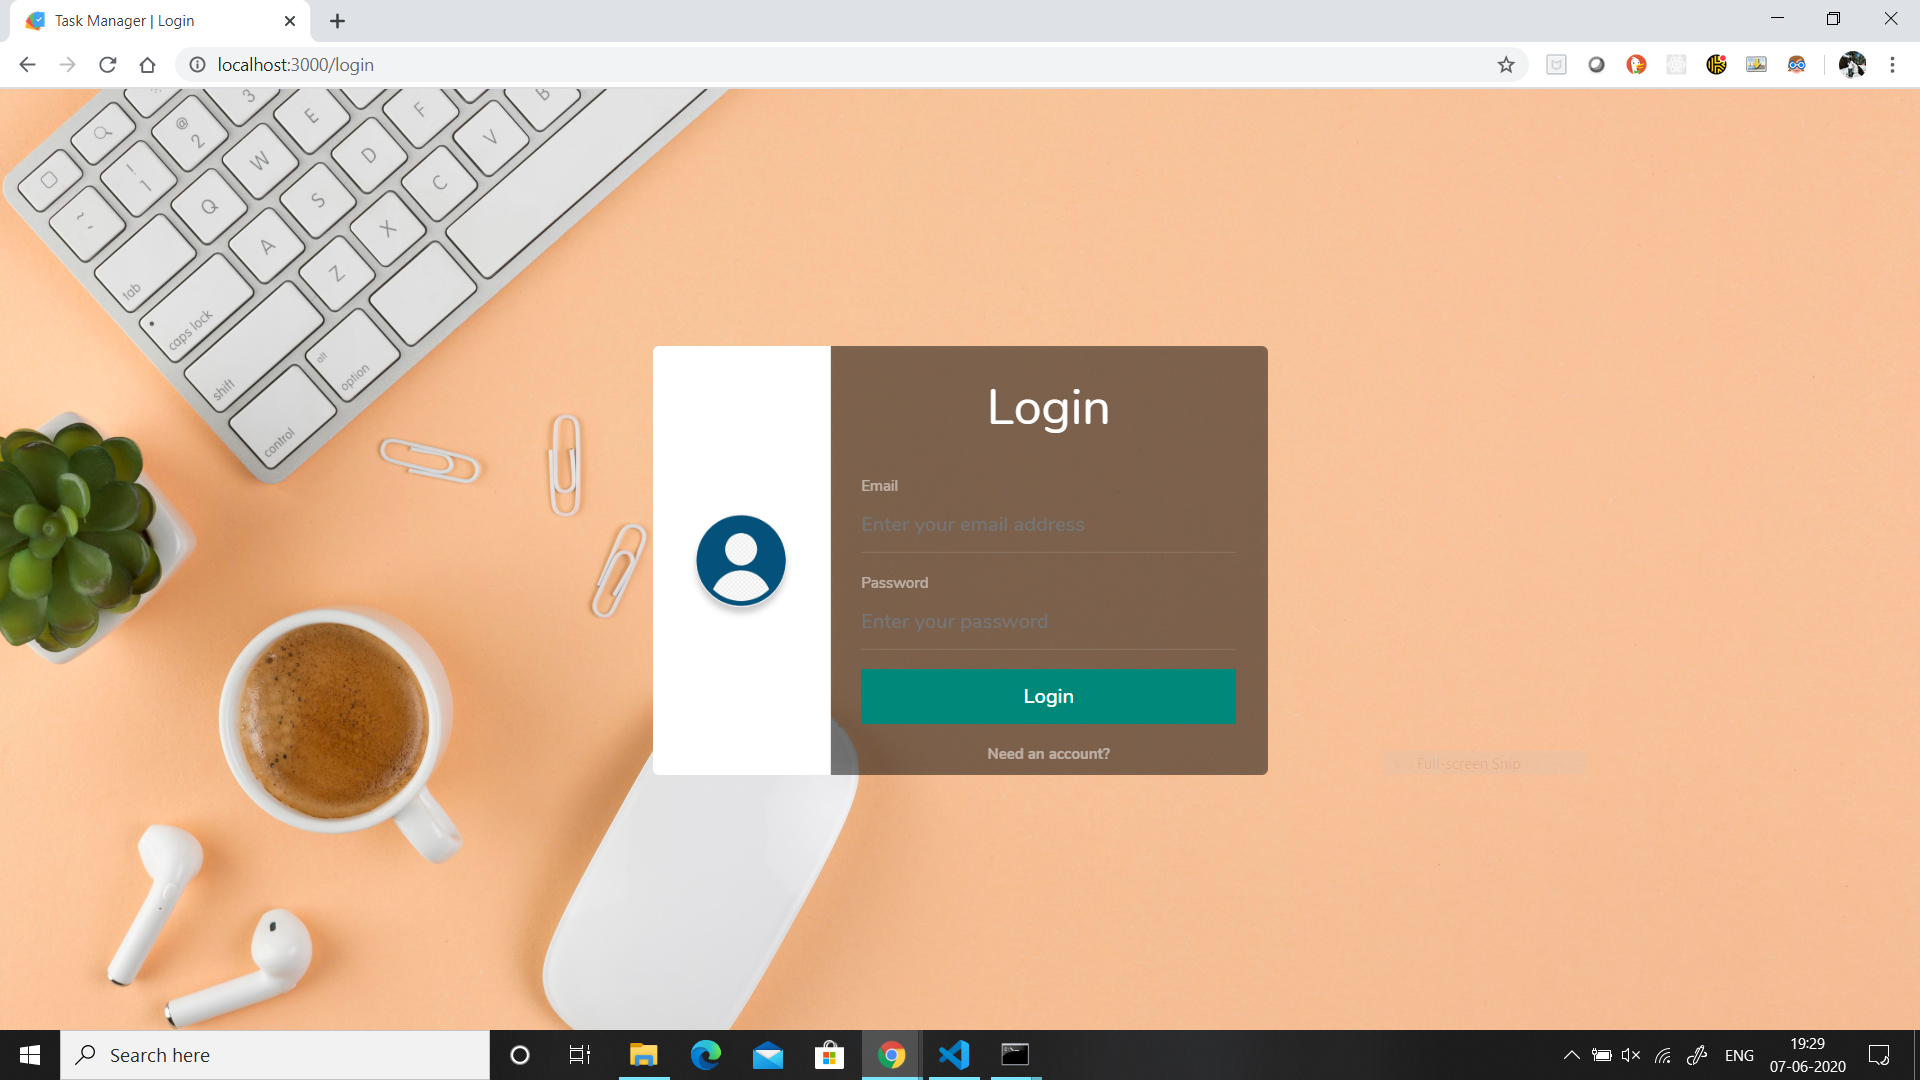 Task Manager | Login
localhost:3000/login
3
B
E
F
@
2
W
D
V
!
1
Q
S
C
~
A
X
Z
tab
caps lock
shift
alt
option
control
Login
Email
Enter your email address
Password
Enter your password
Login
Need an account?
Full-screen Snip
Search here
ENG
19:29
07-06-2020